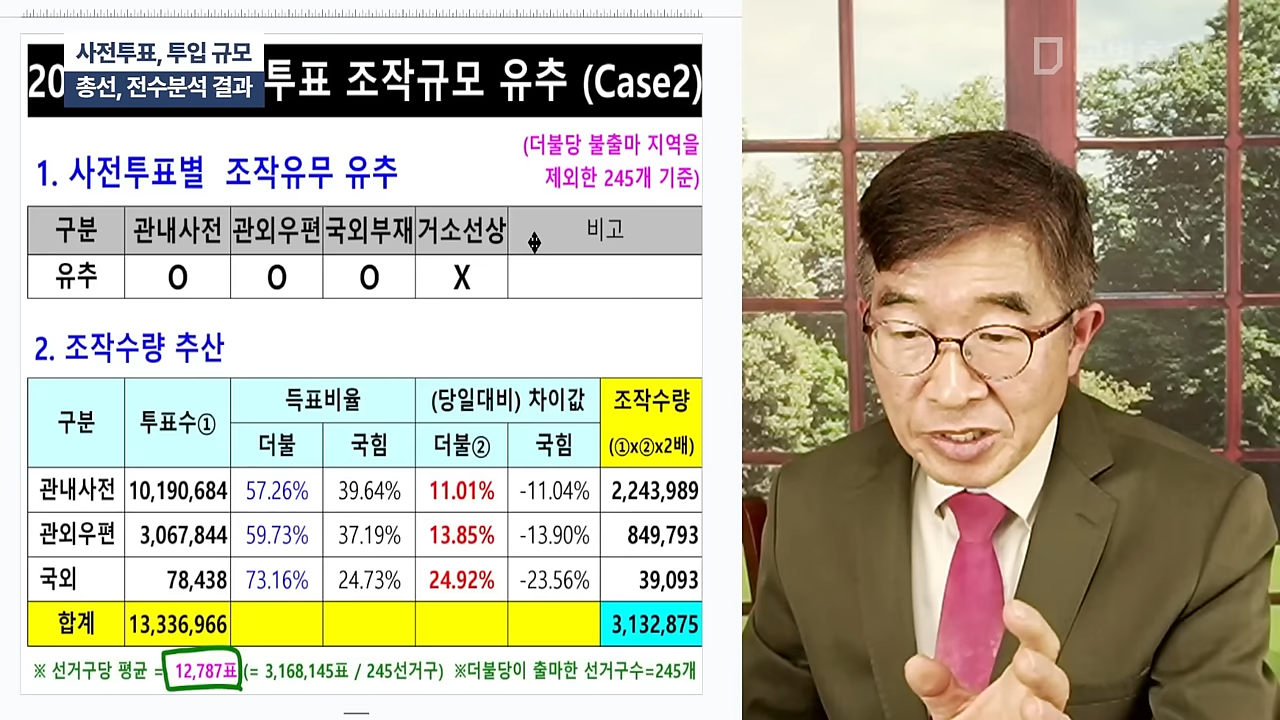 사전투표, 투입 규모
총선, 전수분석 결과
20 투표 조작규모 유추 (Case2)
(더불당 불출마 지역을
제외한 245개 기준)
1. 사전투표별 조작유무 유추
구분 관내사전 관외우편 국외부재 거소선상 비고
유추 O O O X
2. 조작수량 추산
구분 투표수① 득표비율 (당일대비) 차이값 조작수량
더불 국힘 더불② 국힘 (①x②x2배)
관내사전 10,190,684 57.26% 39.64% 11.01% -11.04% 2,243,989
관외우편 3,067,844 59.73% 37.19% 13.85% -13.90% 849,793
국외 78,438 73.16% 24.73% 24.92% -23.56% 39,093
합계 13,336,966 3,132,875
※ 선거구당 평균 = 12,787표 (= 3,168,145표 / 245선거구) ※더불당이 출마한 선거구수=245개